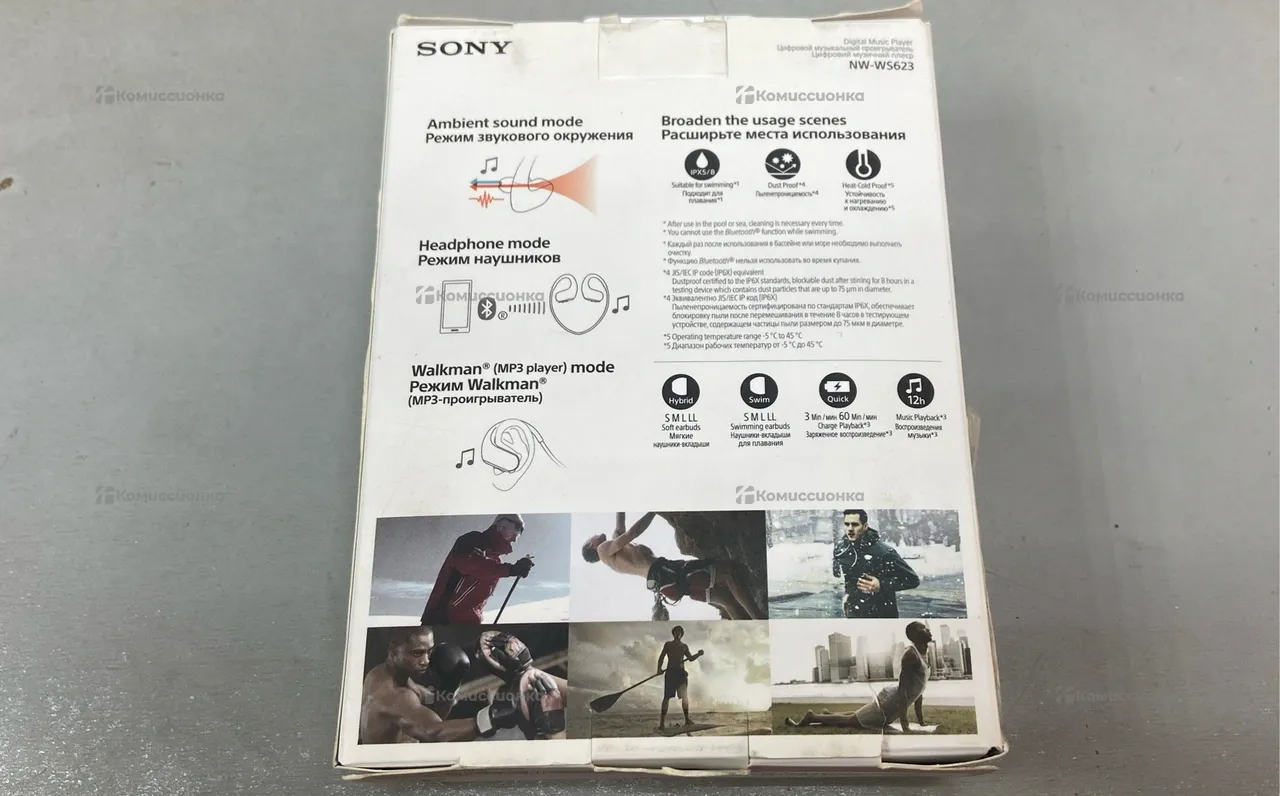 SONY
Digital Music Player
Цифровой музыкальный проигрыватель
Цифровий музичний плеєр
NW-WS623
Комиссионка
Комиссионка
Ambient sound mode
Режим звукового окружения
Broaden the usage scenes
Расширьте места использования
IPX5/8
Suitable for swimming*1
Подходит для
плавания*1
Dust Proof*4
Пыленепроницаемость*4
Heat-Cold Proof*5
Устойчивость
к нагреванию
и охлаждению*5
* After use in the pool or sea, cleaning is necessary every time.
* You cannot use the Bluetooth® function while swimming.
* Каждый раз после использования в бассейне или море необходимо выполнять
очистку.
* Функцию Bluetooth® нельзя использовать во время купания.
*4 JIS/IEC IP code (IP6X) equivalent
Dustproof certified to the IP6X standards, blockable dust after stirring for 8 hours in a
testing device which contains dust particles that are up to 75 μm in diameter.
*4 Эквивалентно JIS/IEC IP код (IP6X)
Пыленепроницаемость сертифицирована по стандартам IP6X, обеспечивает
блокировку пыли после перемешивания в течение 8 часов в тестирующем
устройстве, содержащем частицы пыли размером до 75 мкм в диаметре.
*5 Operating temperature range -5 °C to 45 °C
*5 Диапазон рабочих температур от -5 °C до 45 °C
Headphone mode
Режим наушников
Комиссионка
Комиссионка
Walkman® (MP3 player) mode
Режим Walkman®
(MP3-проигрыватель)
Hybrid
S M L LL
Soft earbuds
Мягкие
наушники-вкладыши
Swim
S M L LL
Swimming earbuds
Наушники-вкладыши
для плавания
Quick
3 Min / мин 60 Min / мин
Charge Playback*3
Заряженное воспроизведение*3
12h
Music Playback*3
Воспроизведения
музыки*3
Комиссионка
Комиссионка
Комиссионка
Комиссионка